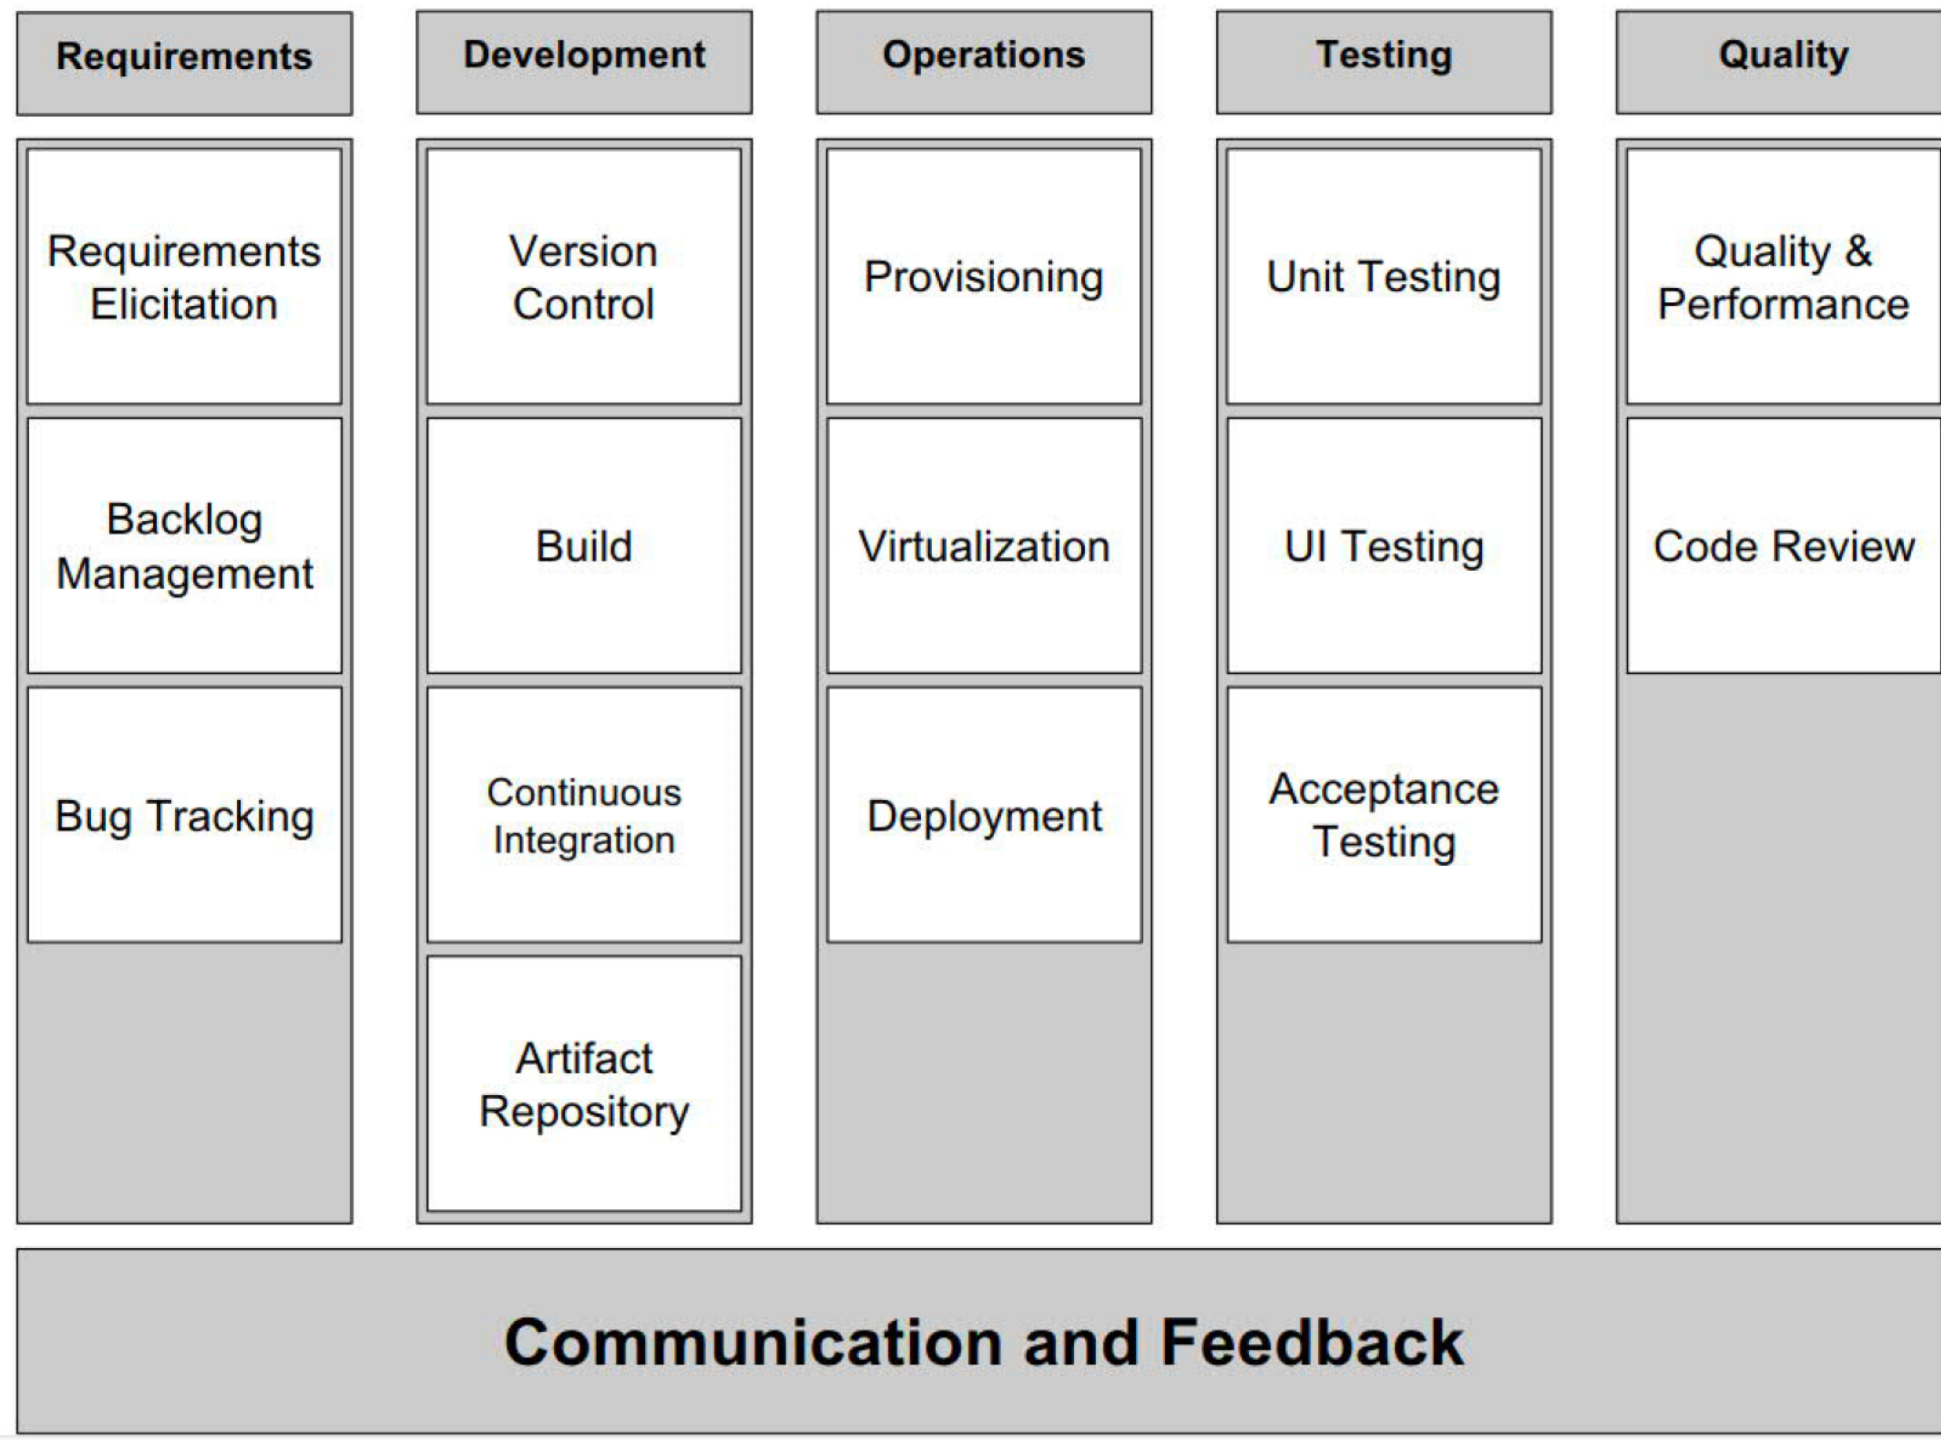 Requirements
Development
Operations
Testing
Quality
Requirements
Elicitation
Backlog
Management
Bug Tracking
Version
Control
Build
Continuous
Integration
Artifact
Repository
Provisioning
Virtualization
Deployment
Unit Testing
UI Testing
Acceptance
Testing
Quality &
Performance
Code Review
Communication and Feedback